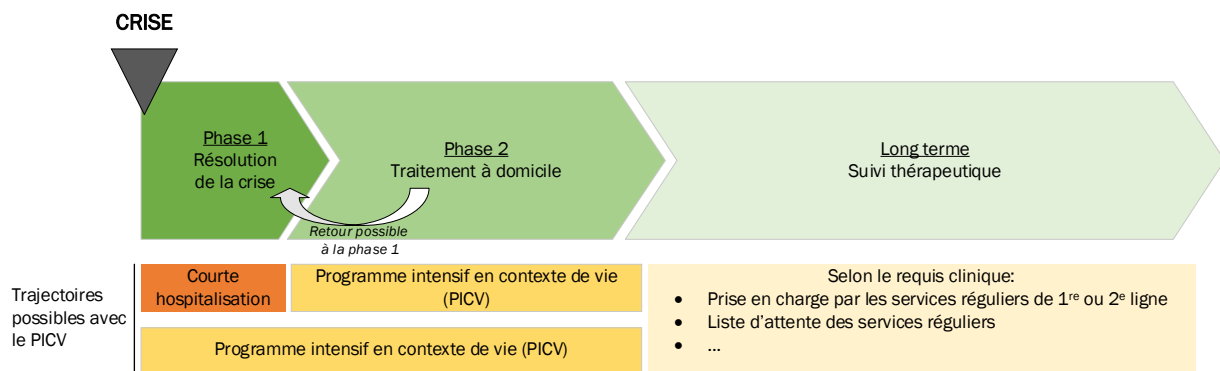 CRISE
Phase 1
Résolution
de la crise
Phase 2
Traitement à domicile
Long terme
Suivi thérapeutique
Retour possible
à la phase 1
Trajectoires
possibles avec
le PICV
Courte
hospitalisation
Programme intensif en contexte de vie
(PICV)
Programme intensif en contexte de vie (PICV)
Selon le requis clinique:
• Prise en charge par les services réguliers de 1re ou 2e ligne
• Liste d'attente des services réguliers
• ...